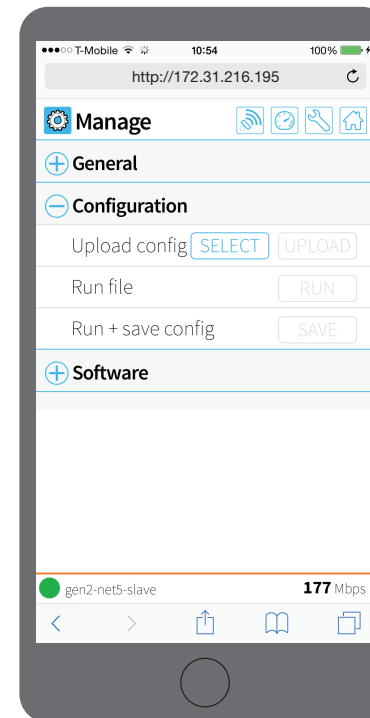 T-Mobile 10:54 100%
http://172.31.216.195
Manage
General
Configuration
Upload config SELECT UPLOAD
Run file RUN
Run + save config SAVE
Software
gen2-net5-slave 177 Mbps